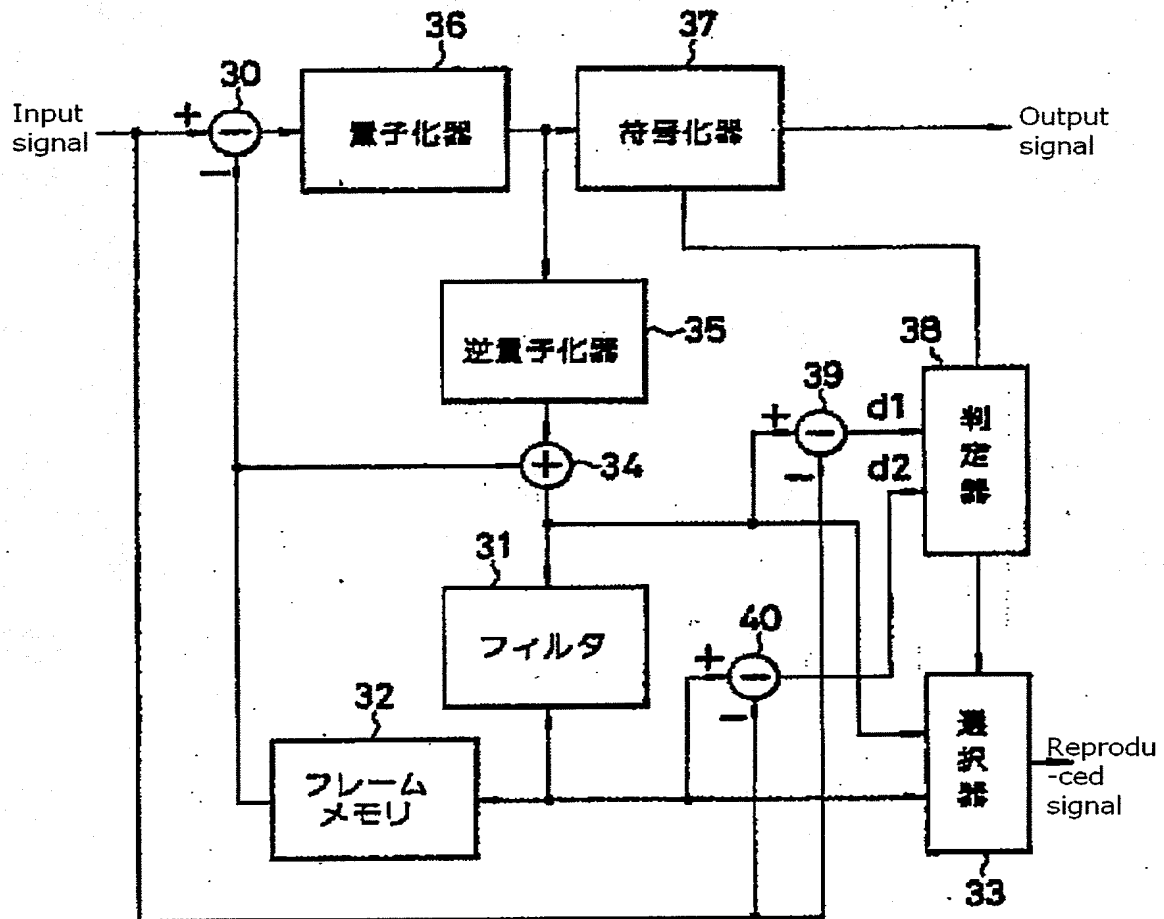 36
37
30
Input
signal
+
−
量子化器
符号化器
Output
signal
−
逆量子化器
35
38
39
d1
+
−
判
定
器
+
34
−
d2
31
フィルタ
40
+
−
−
32
フレーム
メモリ
選
択
器
Reprodu
-ced
signal
33